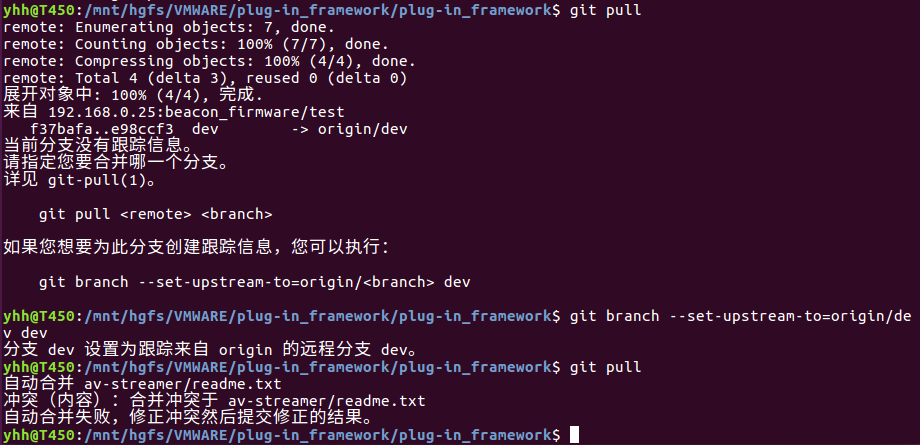 yhh@T450:/mnt/hgfs/VMWARE/plug-in_framework/plug-in_framework$ git pull
remote: Enumerating objects: 7, done.
remote: Counting objects: 100% (7/7), done.
remote: Compressing objects: 100% (4/4), done.
remote: Total 4 (delta 3), reused 0 (delta 0)
展开对象中: 100% (4/4), 完成.
来自 192.168.0.25:beacon_firmware/test
   f37bafa..e98ccf3  dev        -> origin/dev
当前分支没有跟踪信息。
请指定您要合并哪一个分支。
详见 git-pull(1)。
    git pull <remote> <branch>
如果您想要为此分支创建跟踪信息，您可以执行：
    git branch --set-upstream-to=origin/<branch> dev
yhh@T450:/mnt/hgfs/VMWARE/plug-in_framework/plug-in_framework$ git branch --set-upstream-to=origin/de
v dev
分支 dev 设置为跟踪来自 origin 的远程分支 dev。
yhh@T450:/mnt/hgfs/VMWARE/plug-in_framework/plug-in_framework$ git pull
自动合并 av-streamer/readme.txt
冲突（内容）：合并冲突于 av-streamer/readme.txt
自动合并失败，修正冲突然后提交修正的结果。
yhh@T450:/mnt/hgfs/VMWARE/plug-in_framework/plug-in_framework$